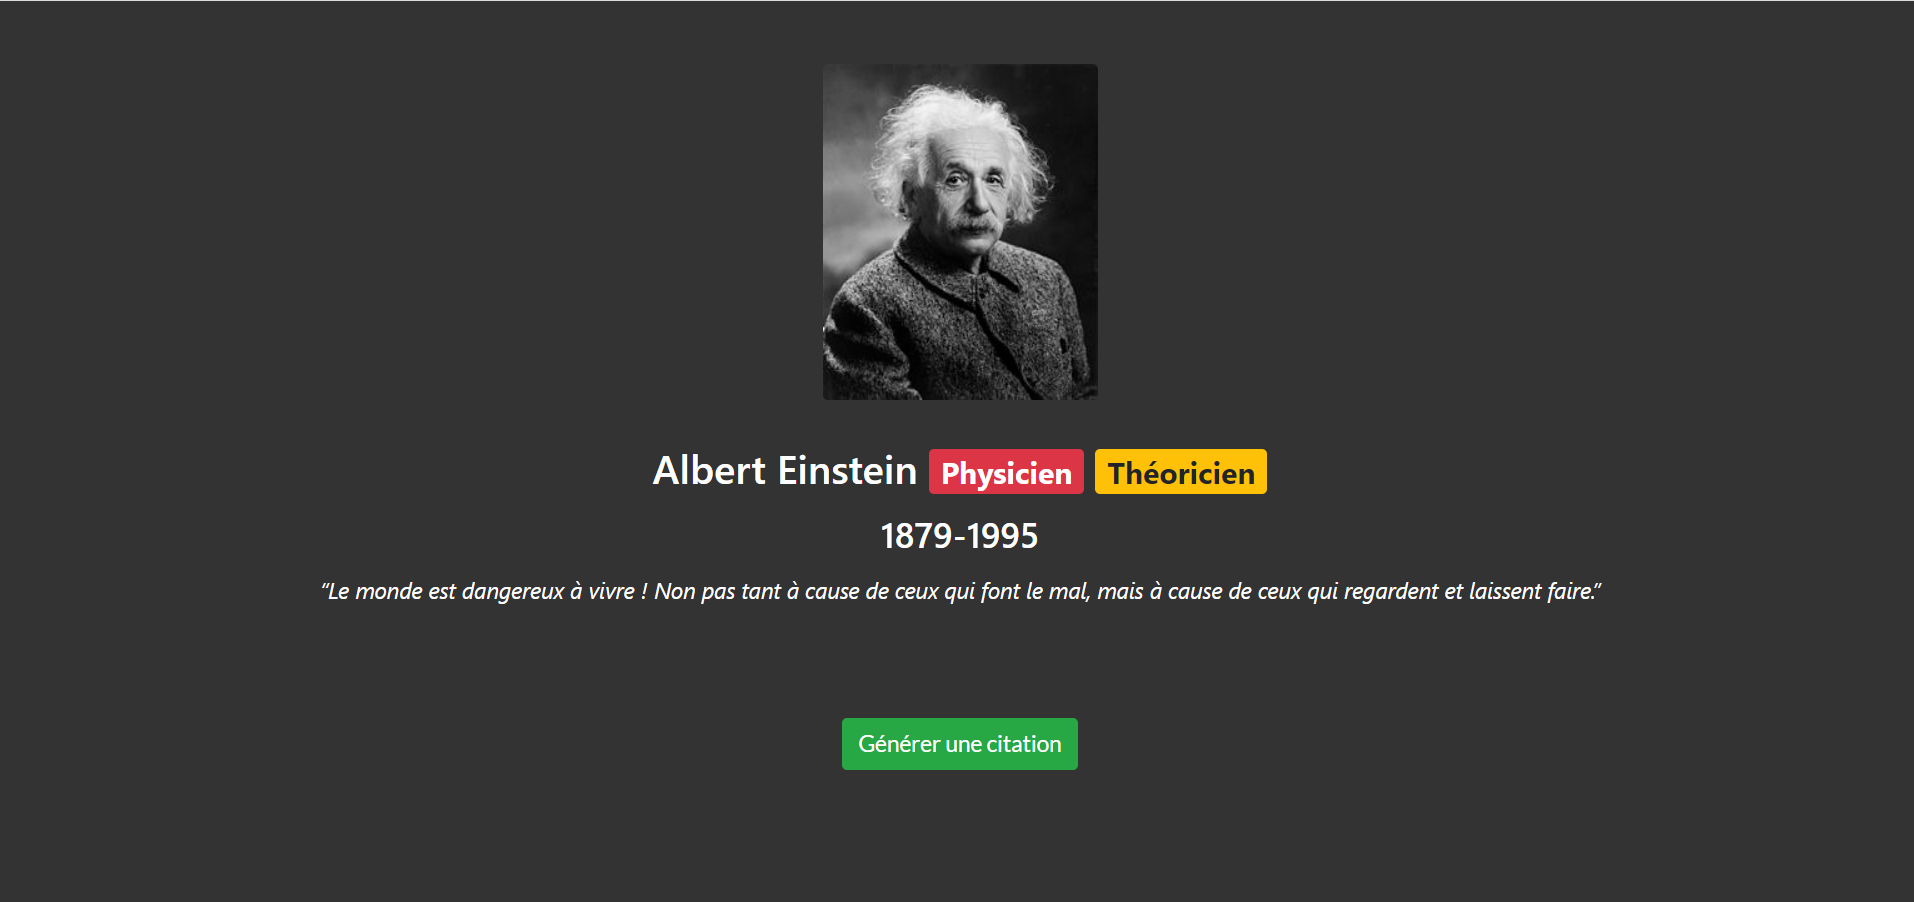 Albert Einstein Physicien Théoricien
1879-1995
“Le monde est dangereux à vivre ! Non pas tant à cause de ceux qui font le mal, mais à cause de ceux qui regardent et laissent faire.”
Générer une citation